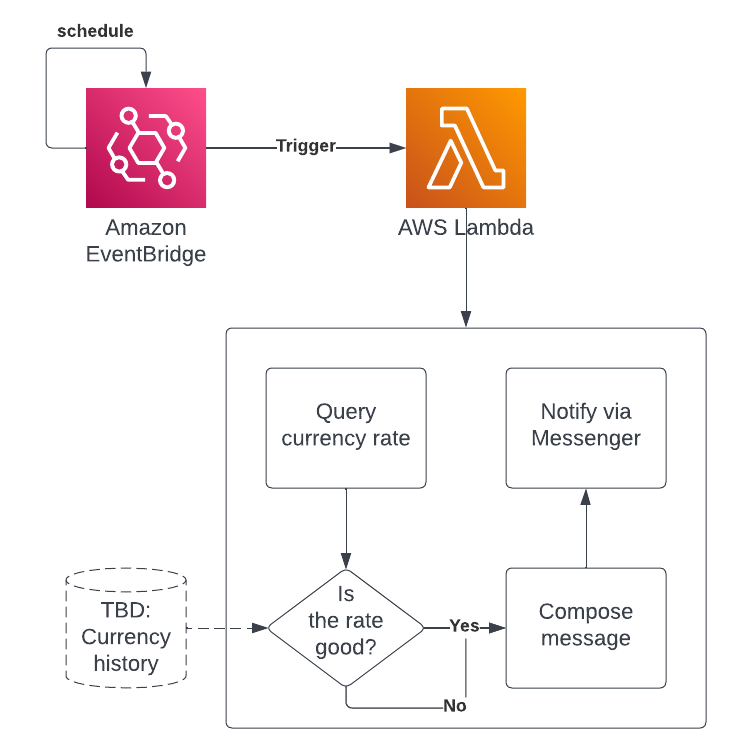 schedule
Trigger
Amazon
EventBridge
AWS Lambda
Query
currency rate
Notify via
Messenger
TBD:
Currency
history
Is
the rate
good?
Yes
Compose
message
No